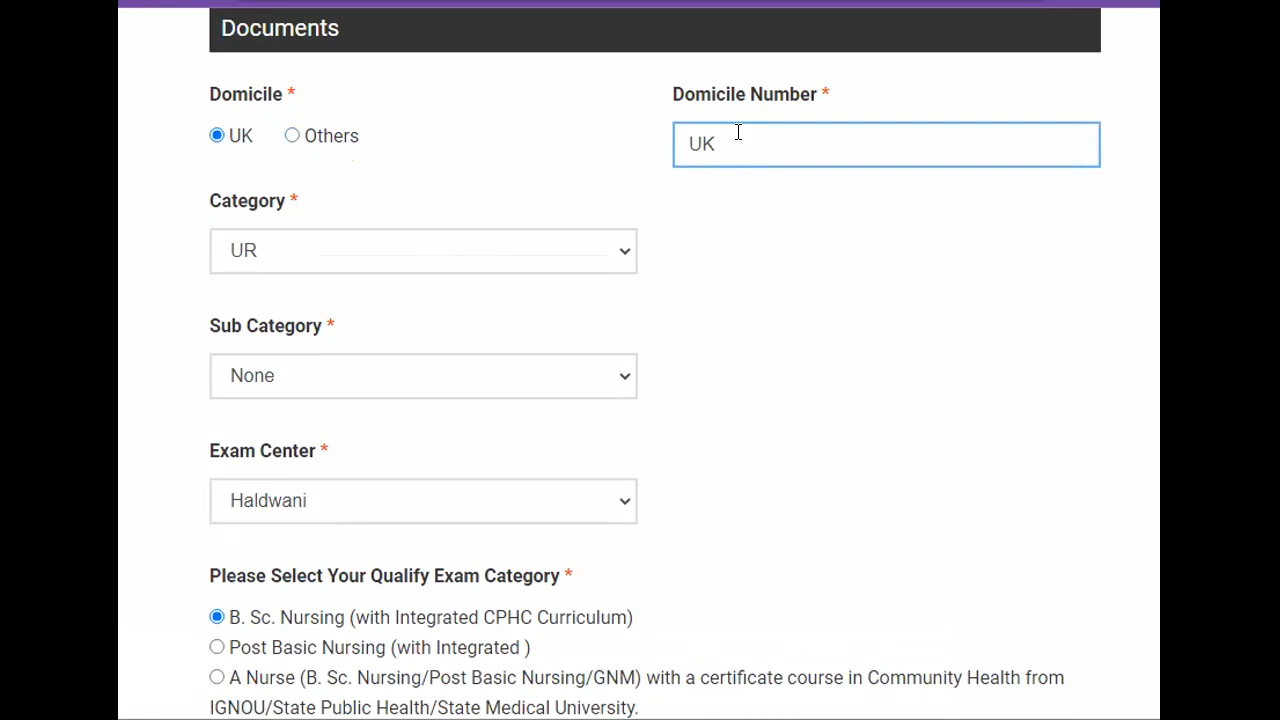 Documents
Domicile * Domicile Number *
UK Others UK
Category *
UR
Sub Category *
None
Exam Center *
Haldwani
Please Select Your Qualify Exam Category *
B. Sc. Nursing (with Integrated CPHC Curriculum)
Post Basic Nursing (with Integrated )
A Nurse (B. Sc. Nursing/Post Basic Nursing/GNM) with a certificate course in Community Health from
IGNOU/State Public Health/State Medical University.